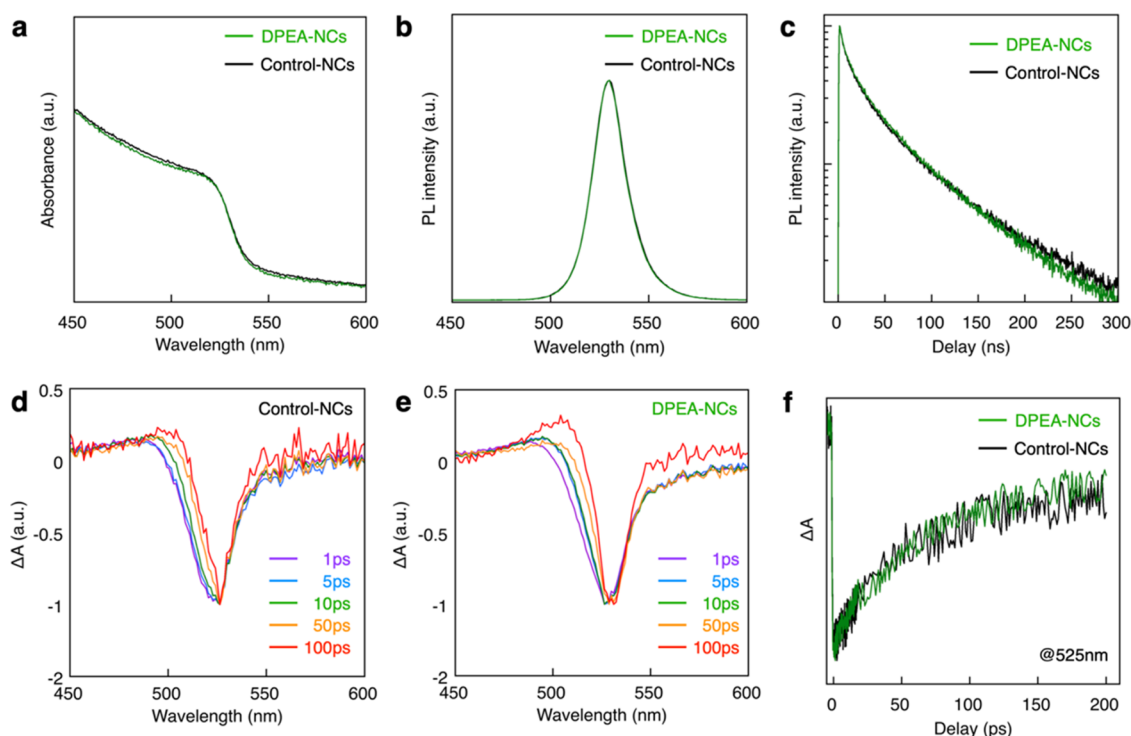 a
DPEA-NCs
Control-NCs
Absorbance (a.u.)
450 500 550 600
Wavelength (nm)
b
DPEA-NCs
Control-NCs
PL intensity (a.u.)
450 500 550 600
Wavelength (nm)
c
DPEA-NCs
Control-NCs
PL intensity (a.u.)
0 50 100 150 200 250 300
Delay (ns)
d
Control-NCs
0.5
0
-0.5
-1
-2
ΔA (a.u.)
1ps
5ps
10ps
50ps
100ps
450 500 550 600
Wavelength (nm)
e
DPEA-NCs
0.5
0
-0.5
-1
-2
ΔA (a.u.)
1ps
5ps
10ps
50ps
100ps
450 500 550 600
Wavelength (nm)
f
DPEA-NCs
Control-NCs
ΔA
@525nm
0 50 100 150 200
Delay (ps)